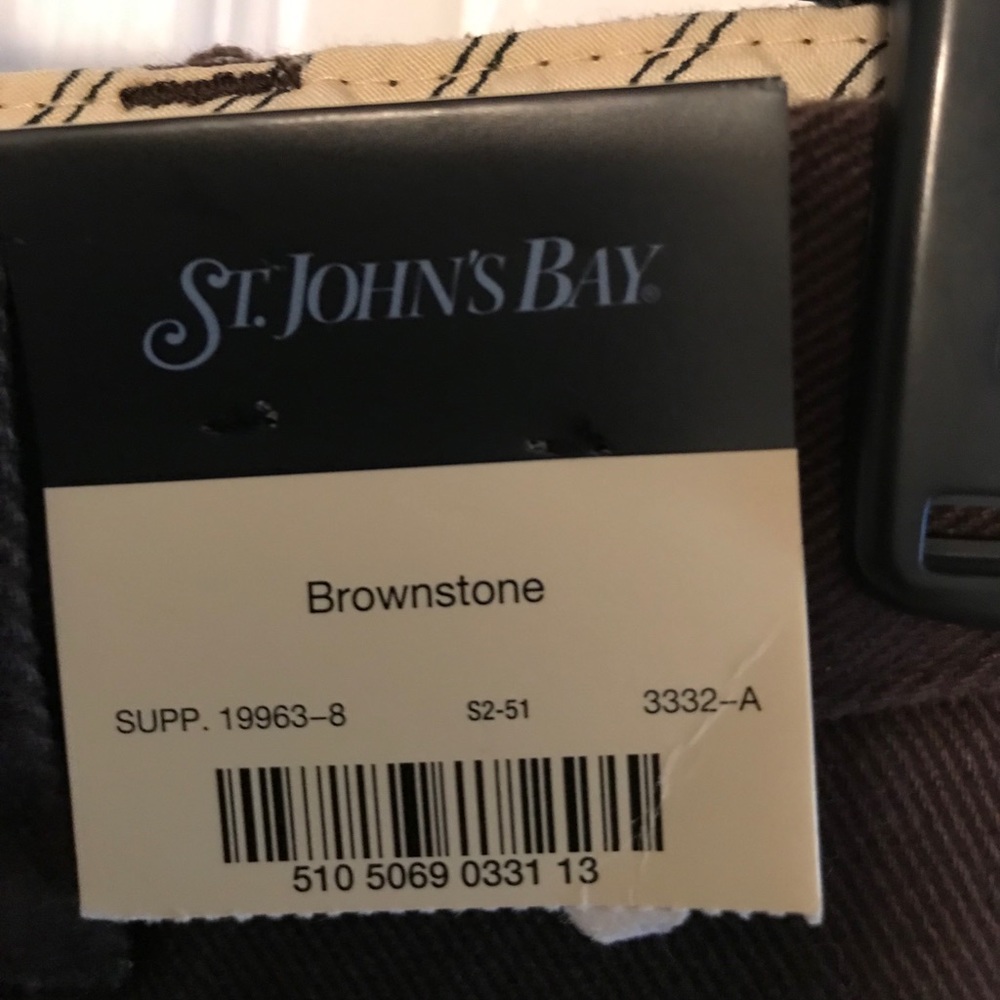 ST. JOHN'S BAY®
Brownstone
SUPP. 19963–8 S2-51 3332–A
510 5069 0331 13